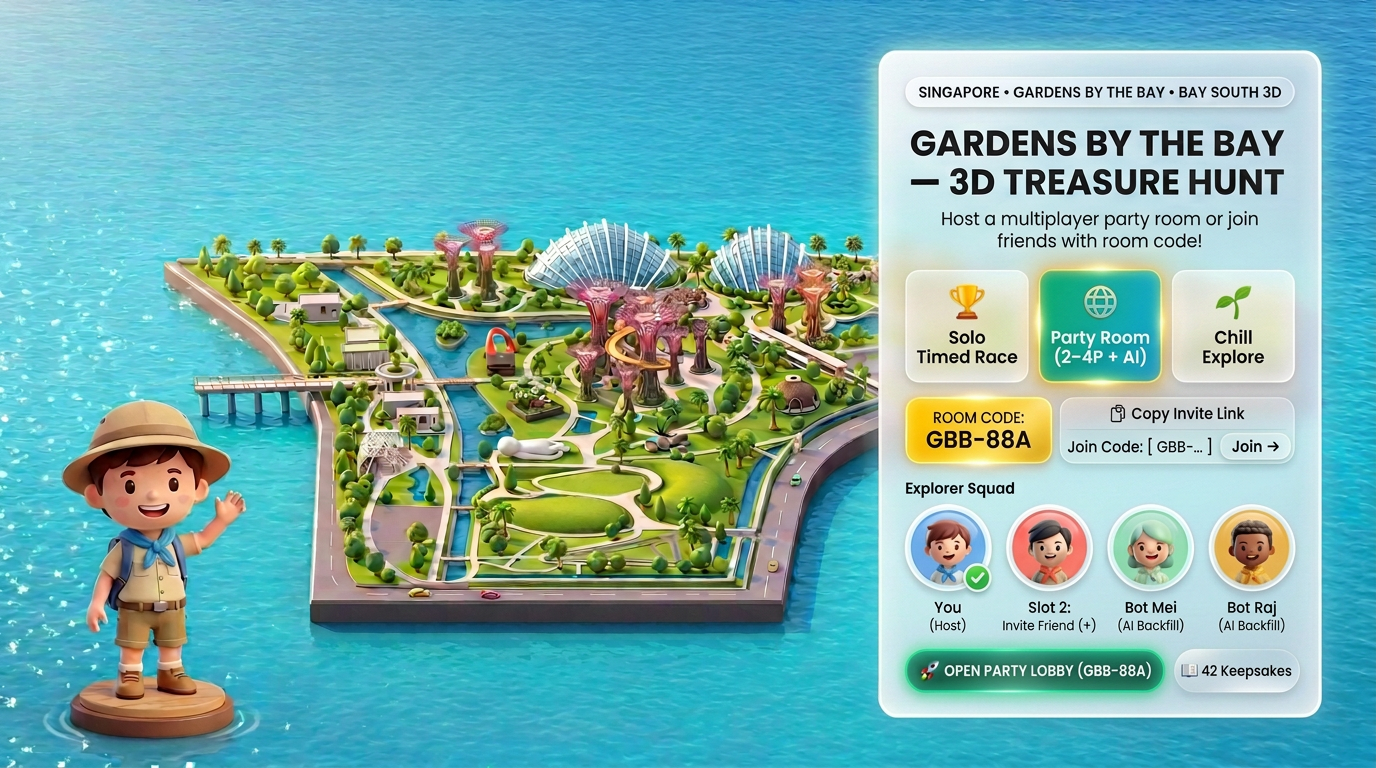 SINGAPORE • GARDENS BY THE BAY • BAY SOUTH 3D
GARDENS BY THE BAY
— 3D TREASURE HUNT
Host a multiplayer party room or join
friends with room code!
Solo
Timed Race
Party Room
(2–4P + AI)
Chill
Explore
ROOM CODE:
GBB-88A
Copy Invite Link
Join Code: [ GBB-... ]
Join →
Explorer Squad
You
(Host)
Slot 2:
Invite Friend (+)
Bot Mei
(AI Backfill)
Bot Raj
(AI Backfill)
OPEN PARTY LOBBY (GBB-88A)
42 Keepsakes